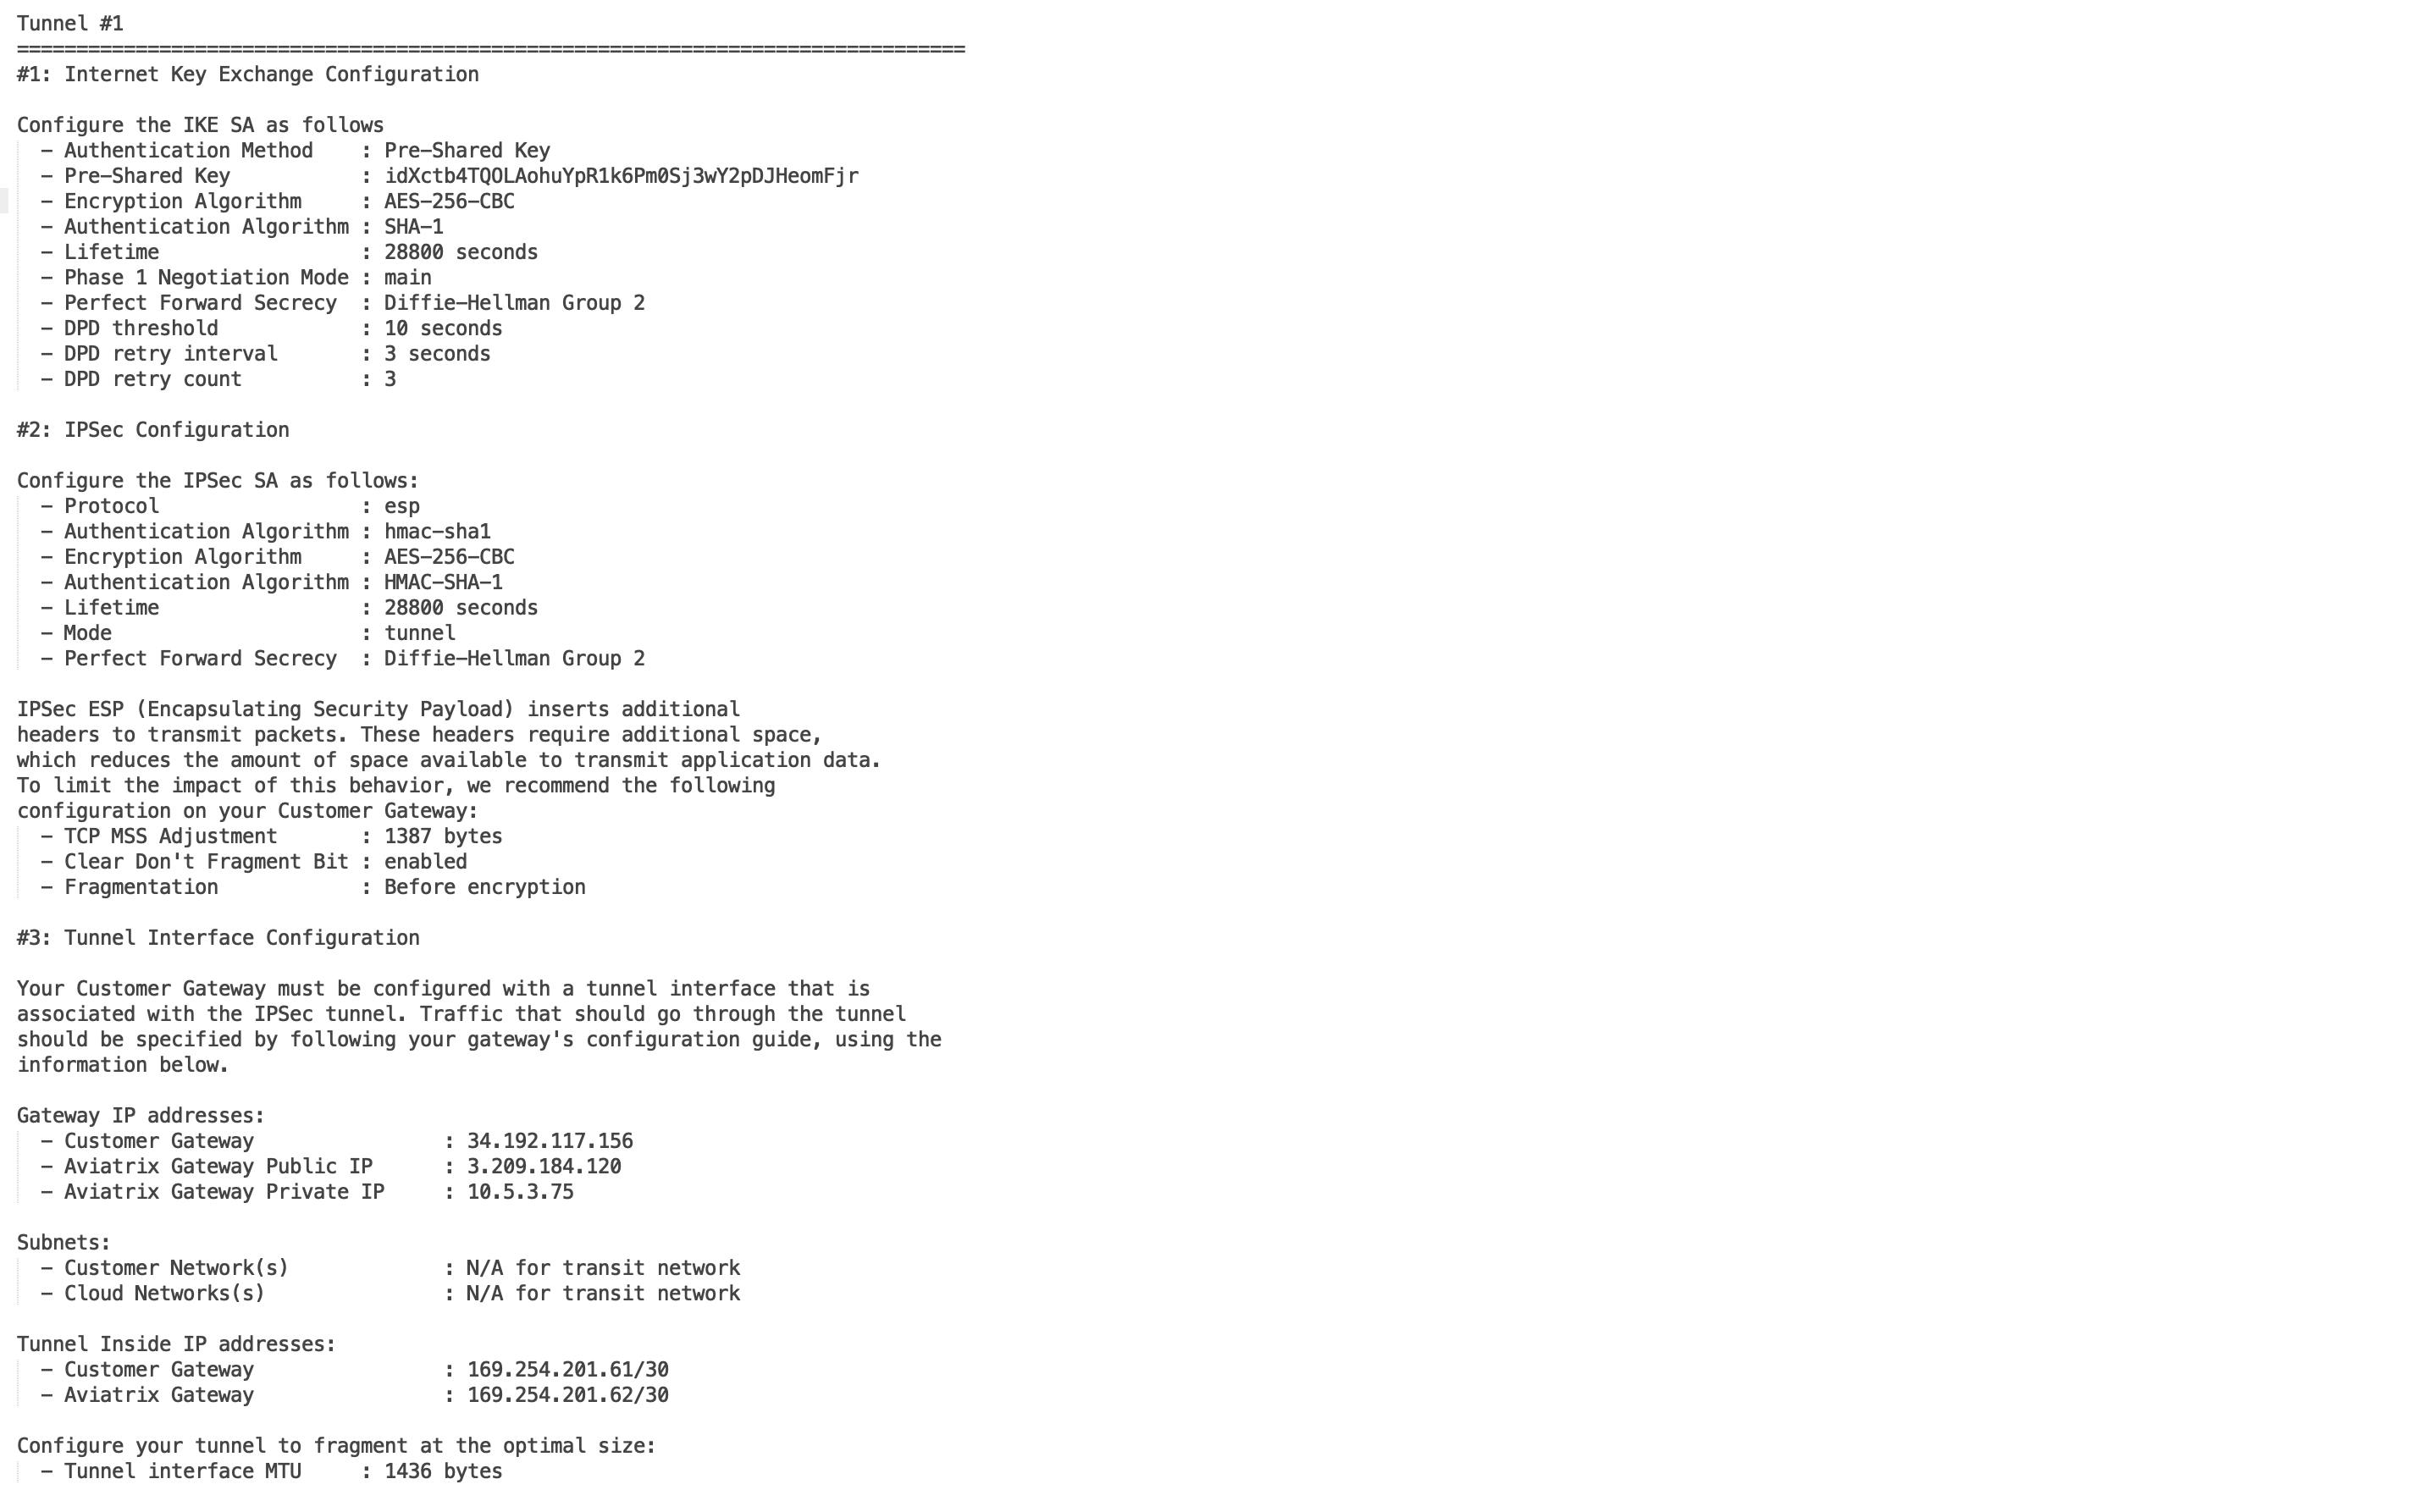 Tunnel #1
================================================================================
#1: Internet Key Exchange Configuration

Configure the IKE SA as follows
  - Authentication Method    : Pre-Shared Key
  - Pre-Shared Key           : idXctb4TQOLAohuYpR1k6Pm0Sj3wY2pDJHeomFjr
  - Encryption Algorithm     : AES-256-CBC
  - Authentication Algorithm : SHA-1
  - Lifetime                 : 28800 seconds
  - Phase 1 Negotiation Mode : main
  - Perfect Forward Secrecy  : Diffie-Hellman Group 2
  - DPD threshold            : 10 seconds
  - DPD retry interval       : 3 seconds
  - DPD retry count          : 3

#2: IPSec Configuration

Configure the IPSec SA as follows:
  - Protocol                 : esp
  - Authentication Algorithm : hmac-sha1
  - Encryption Algorithm     : AES-256-CBC
  - Authentication Algorithm : HMAC-SHA-1
  - Lifetime                 : 28800 seconds
  - Mode                     : tunnel
  - Perfect Forward Secrecy  : Diffie-Hellman Group 2

IPSec ESP (Encapsulating Security Payload) inserts additional
headers to transmit packets. These headers require additional space,
which reduces the amount of space available to transmit application data.
To limit the impact of this behavior, we recommend the following
configuration on your Customer Gateway:
  - TCP MSS Adjustment       : 1387 bytes
  - Clear Don't Fragment Bit : enabled
  - Fragmentation            : Before encryption

#3: Tunnel Interface Configuration

Your Customer Gateway must be configured with a tunnel interface that is
associated with the IPSec tunnel. Traffic that should go through the tunnel
should be specified by following your gateway's configuration guide, using the
information below.

Gateway IP addresses:
  - Customer Gateway                : 34.192.117.156
  - Aviatrix Gateway Public IP      : 3.209.184.120
  - Aviatrix Gateway Private IP     : 10.5.3.75

Subnets:
  - Customer Network(s)             : N/A for transit network
  - Cloud Networks(s)               : N/A for transit network

Tunnel Inside IP addresses:
  - Customer Gateway                : 169.254.201.61/30
  - Aviatrix Gateway                : 169.254.201.62/30

Configure your tunnel to fragment at the optimal size:
  - Tunnel interface MTU     : 1436 bytes